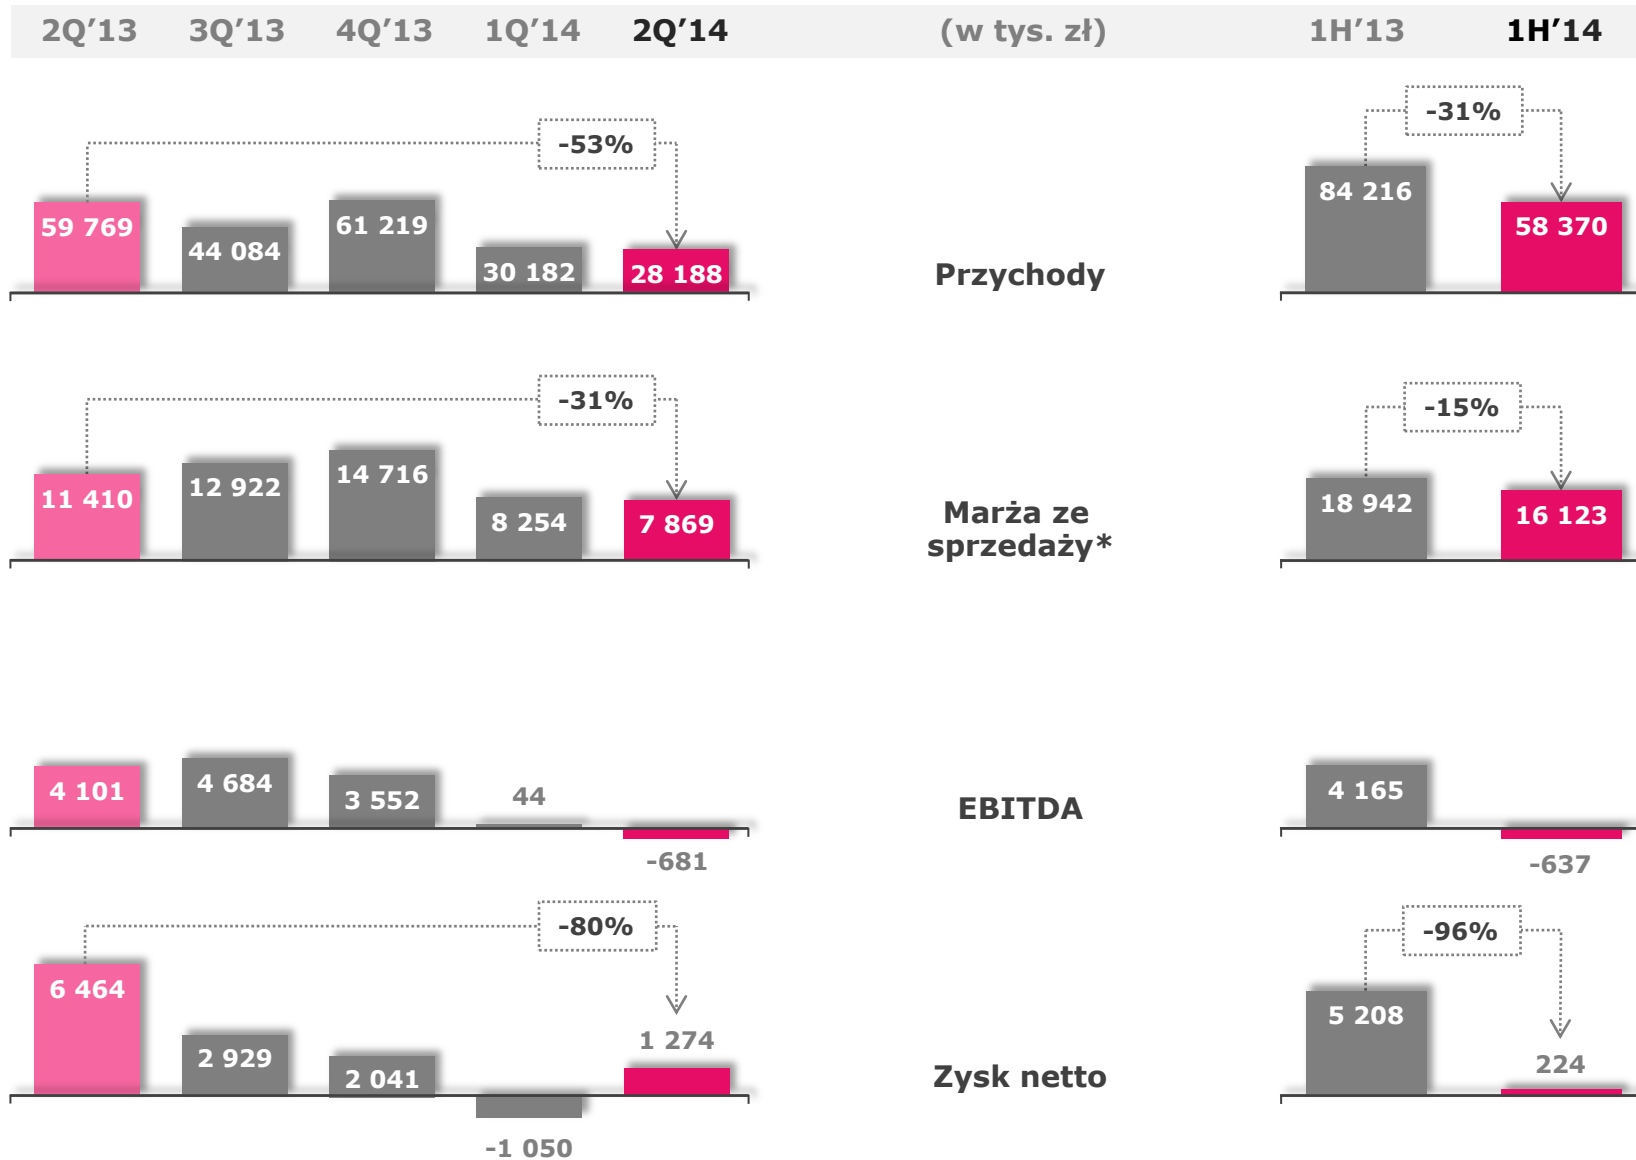 2Q’13 3Q’13 4Q’13 1Q’14 2Q’14 (w tys. zł) 1H’13 1H’14
-53% -31%
59 769 44 084 61 219 30 182 28 188 Przychody 84 216 58 370
-31% -15%
11 410 12 922 14 716 8 254 7 869 Marża ze 18 942 16 123
sprzedaży*
4 101 4 684 3 552 44 -681 EBITDA 4 165 -637
-80% -96%
6 464 2 929 2 041 -1 050 1 274 Zysk netto 5 208 224